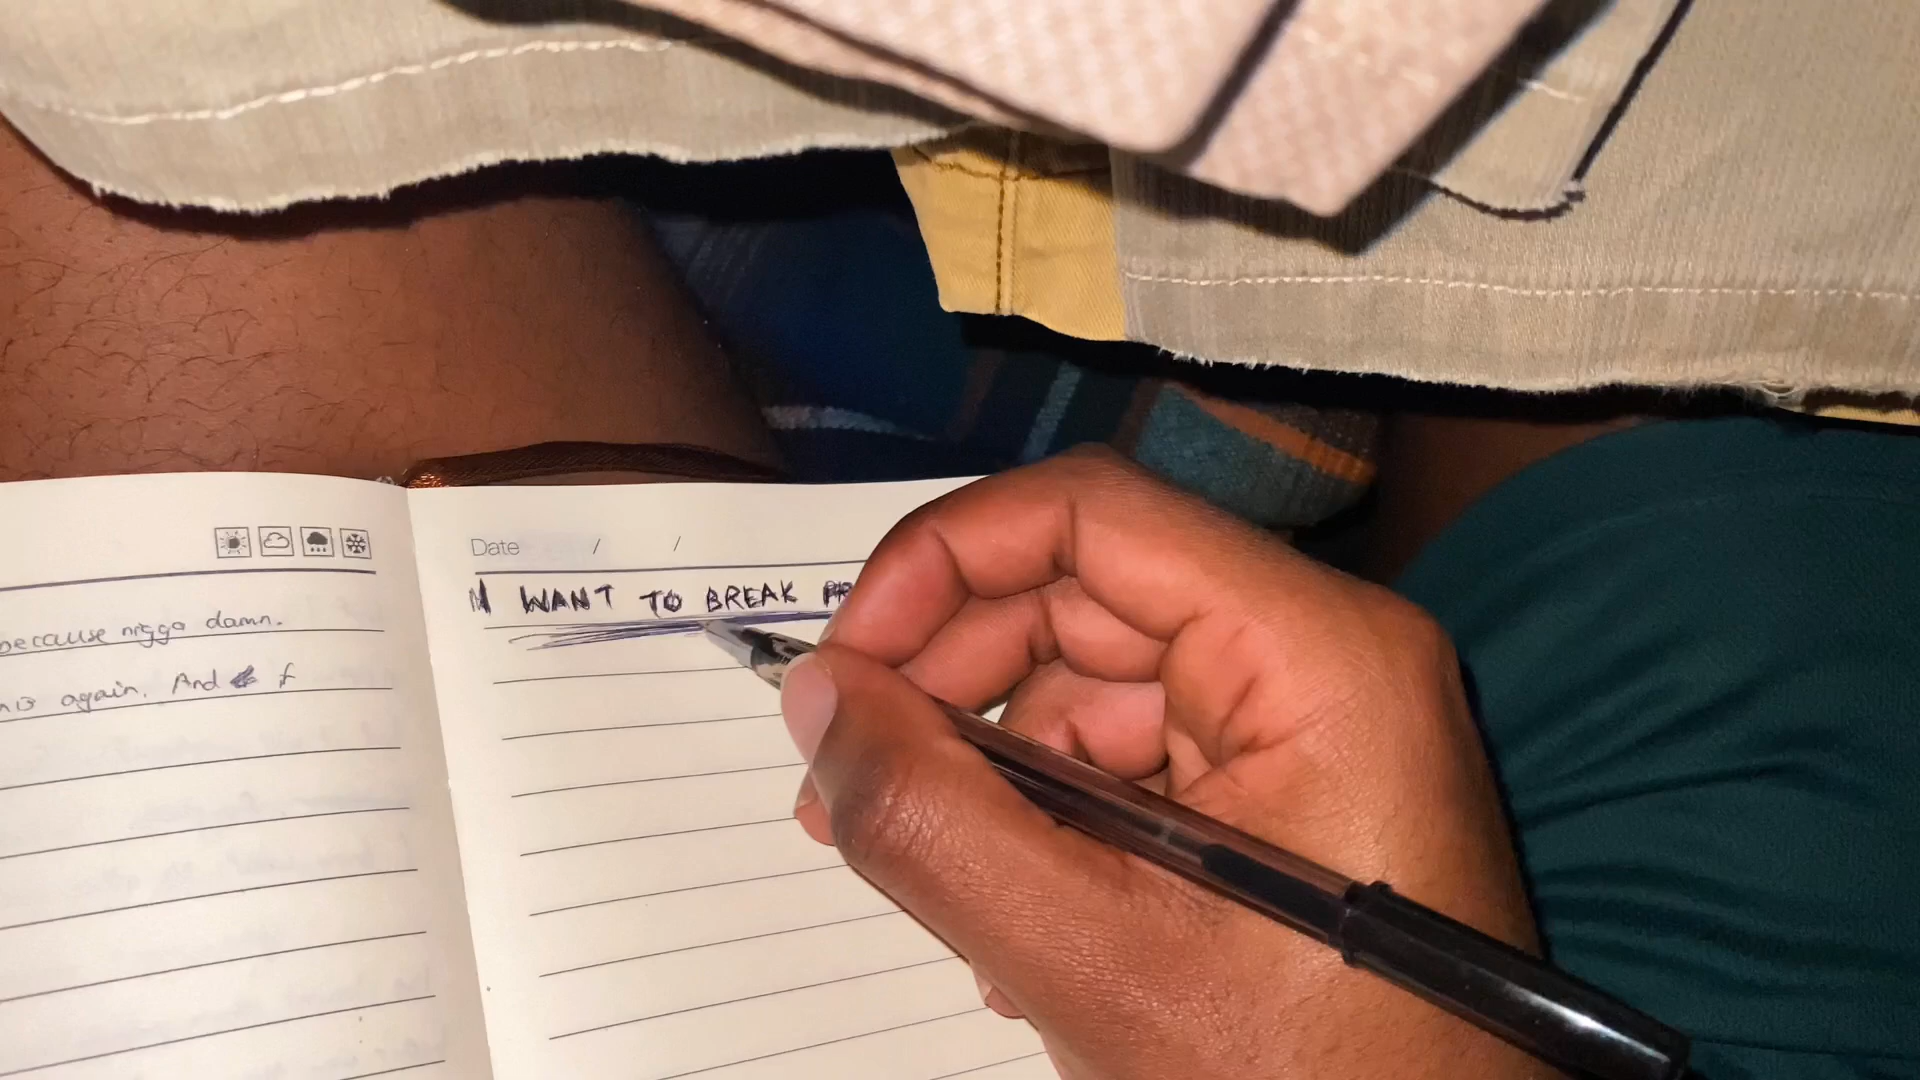 because nigga damn.
again. And f
Date / /
I WANT TO BREAK